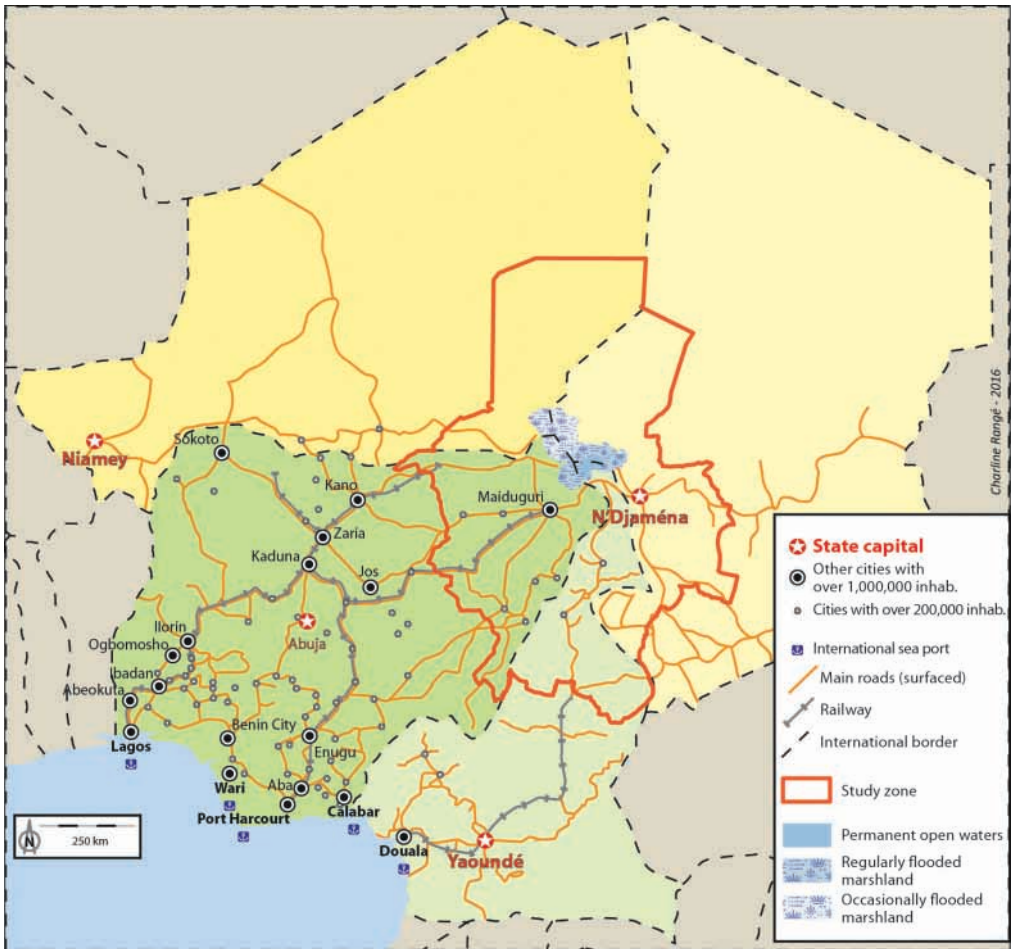 Charline Rangé - 2016
Niamey
Sokoto
Kano
Zaria
Kaduna
Jos
Maiduguri
N'Djaména
Abuja
Ilorin
Ogbomosho
Ibadan
Abeokuta
Lagos
Benin City
Enugu
Wari
Aba
Port Harcourt
Calabar
Douala
Yaoundé
N
250 km
State capital
Other cities with
over 1,000,000 inhab.
Cities with over 200,000 inhab.
International sea port
Main roads (surfaced)
Railway
International border
Study zone
Permanent open waters
Regularly flooded
marshland
Occasionally flooded
marshland